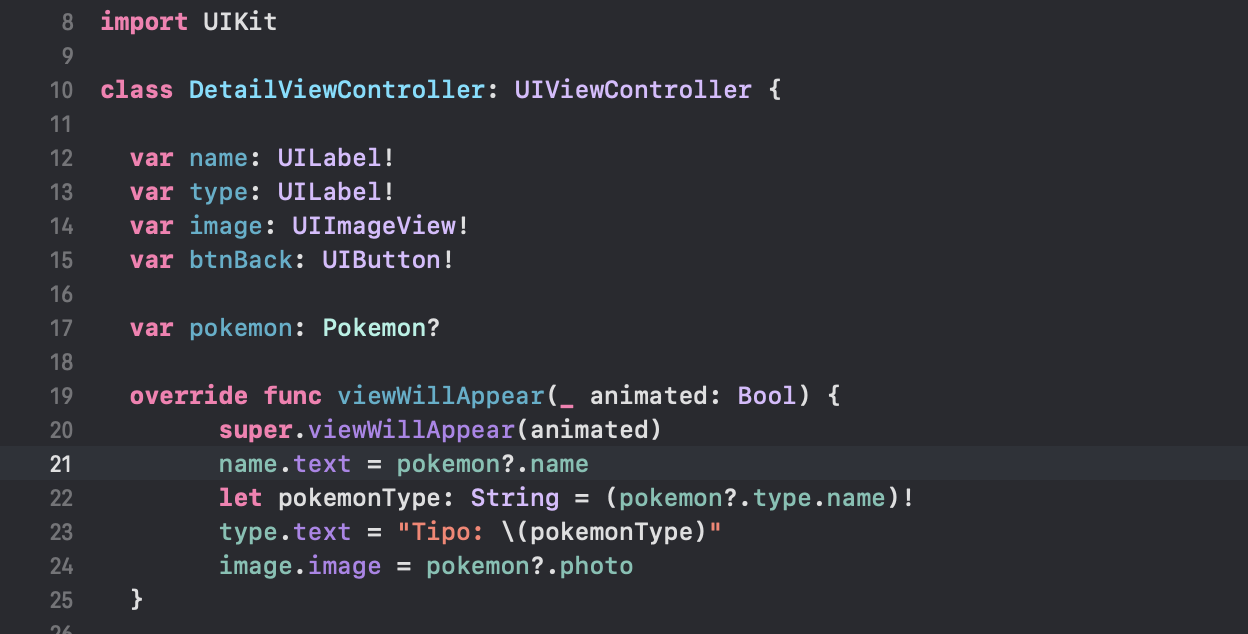 8 import UIKit
9
10 class DetailViewController: UIViewController {
11
12 var name: UILabel!
13 var type: UILabel!
14 var image: UIImageView!
15 var btnBack: UIButton!
16
17 var pokemon: Pokemon?
18
19 override func viewWillAppear(_ animated: Bool) {
20 super.viewWillAppear(animated)
21 name.text = pokemon?.name
22 let pokemonType: String = (pokemon?.type.name)!
23 type.text = "Tipo: \(pokemonType)"
24 image.image = pokemon?.photo
25 }
26